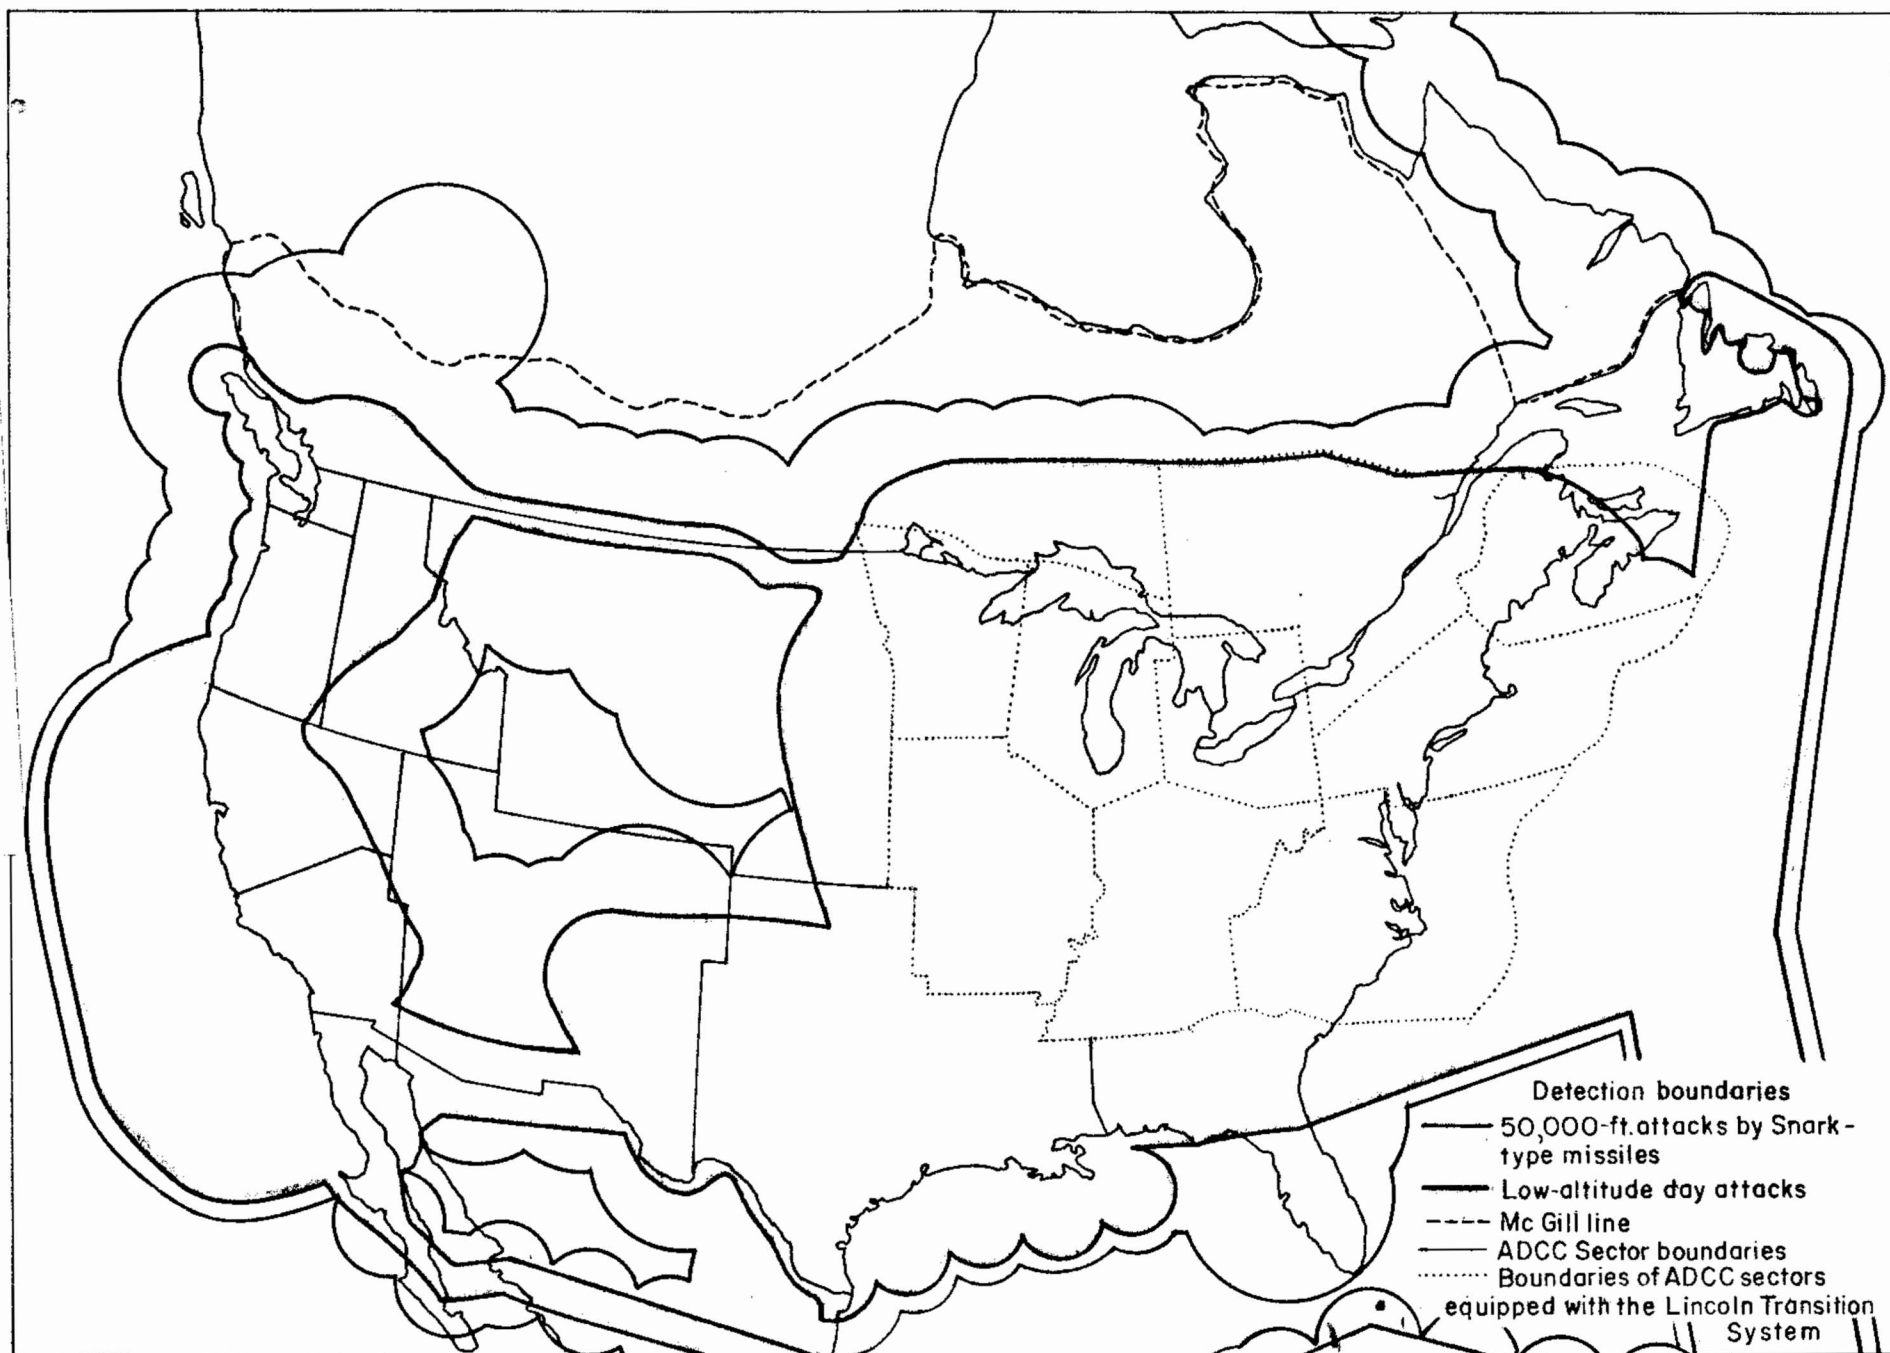 Detection boundaries
50,000-ft. attacks by Snark-
type missiles
Low-altitude day attacks
Mc Gill line
ADCC Sector boundaries
Boundaries of ADCC sectors
equipped with the Lincoln Transition
System